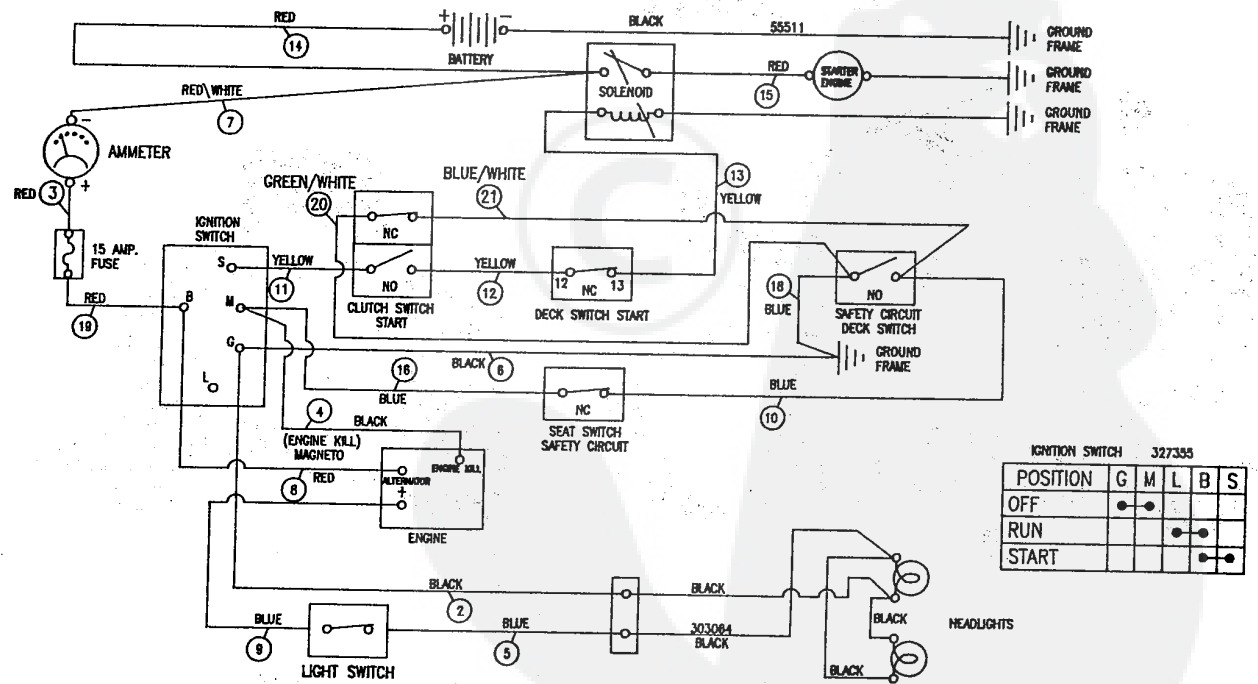 RED
14
+
−
BATTERY
BLACK
55511
GROUND
FRAME
RED\WHITE
7
SOLENOID
RED
15
STARTER
ENGINE
GROUND
FRAME
GROUND
FRAME
−
AMMETER
+
RED 3
15 AMP.
FUSE
RED
19
GREEN/WHITE
20
BLUE/WHITE
21
13
YELLOW
IGNITION
SWITCH
S
B
M
G
L
YELLOW
11
NC
NO
CLUTCH SWITCH
START
YELLOW
12
12
13
NC
DECK SWITCH START
18
BLUE
NO
SAFETY CIRCUIT
DECK SWITCH
GROUND
FRAME
BLACK
6
16
BLUE
NC
SEAT SWITCH
SAFETY CIRCUIT
BLUE
10
4
BLACK
(ENGINE KILL)
MAGNETO
8
RED
ENGINE KILL
ALTERNATOR
+
ENGINE
IGNITION SWITCH 327355
POSITION G M L B S
OFF
RUN
START
BLACK
2
BLACK
BLUE
9
LIGHT SWITCH
BLUE
5
303064
BLACK
BLACK
BLACK
HEADLIGHTS
©